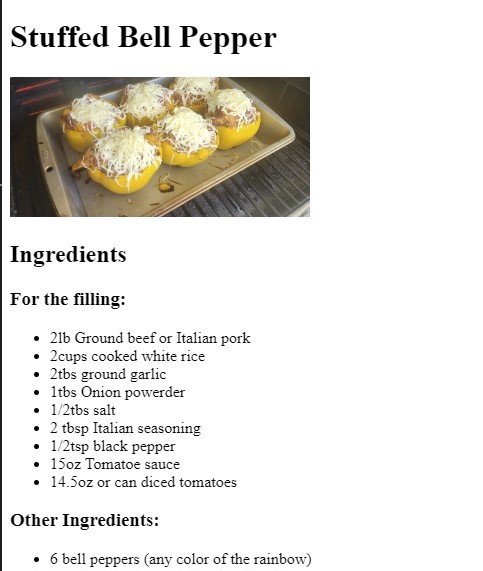 Stuffed Bell Pepper
Ingredients
For the filling:
2lb Ground beef or Italian pork
2cups cooked white rice
2tbs ground garlic
1tbs Onion powerder
1/2tbs salt
2 tbsp Italian seasoning
1/2tsp black pepper
15oz Tomatoe sauce
14.5oz or can diced tomatoes
Other Ingredients:
6 bell peppers (any color of the rainbow)